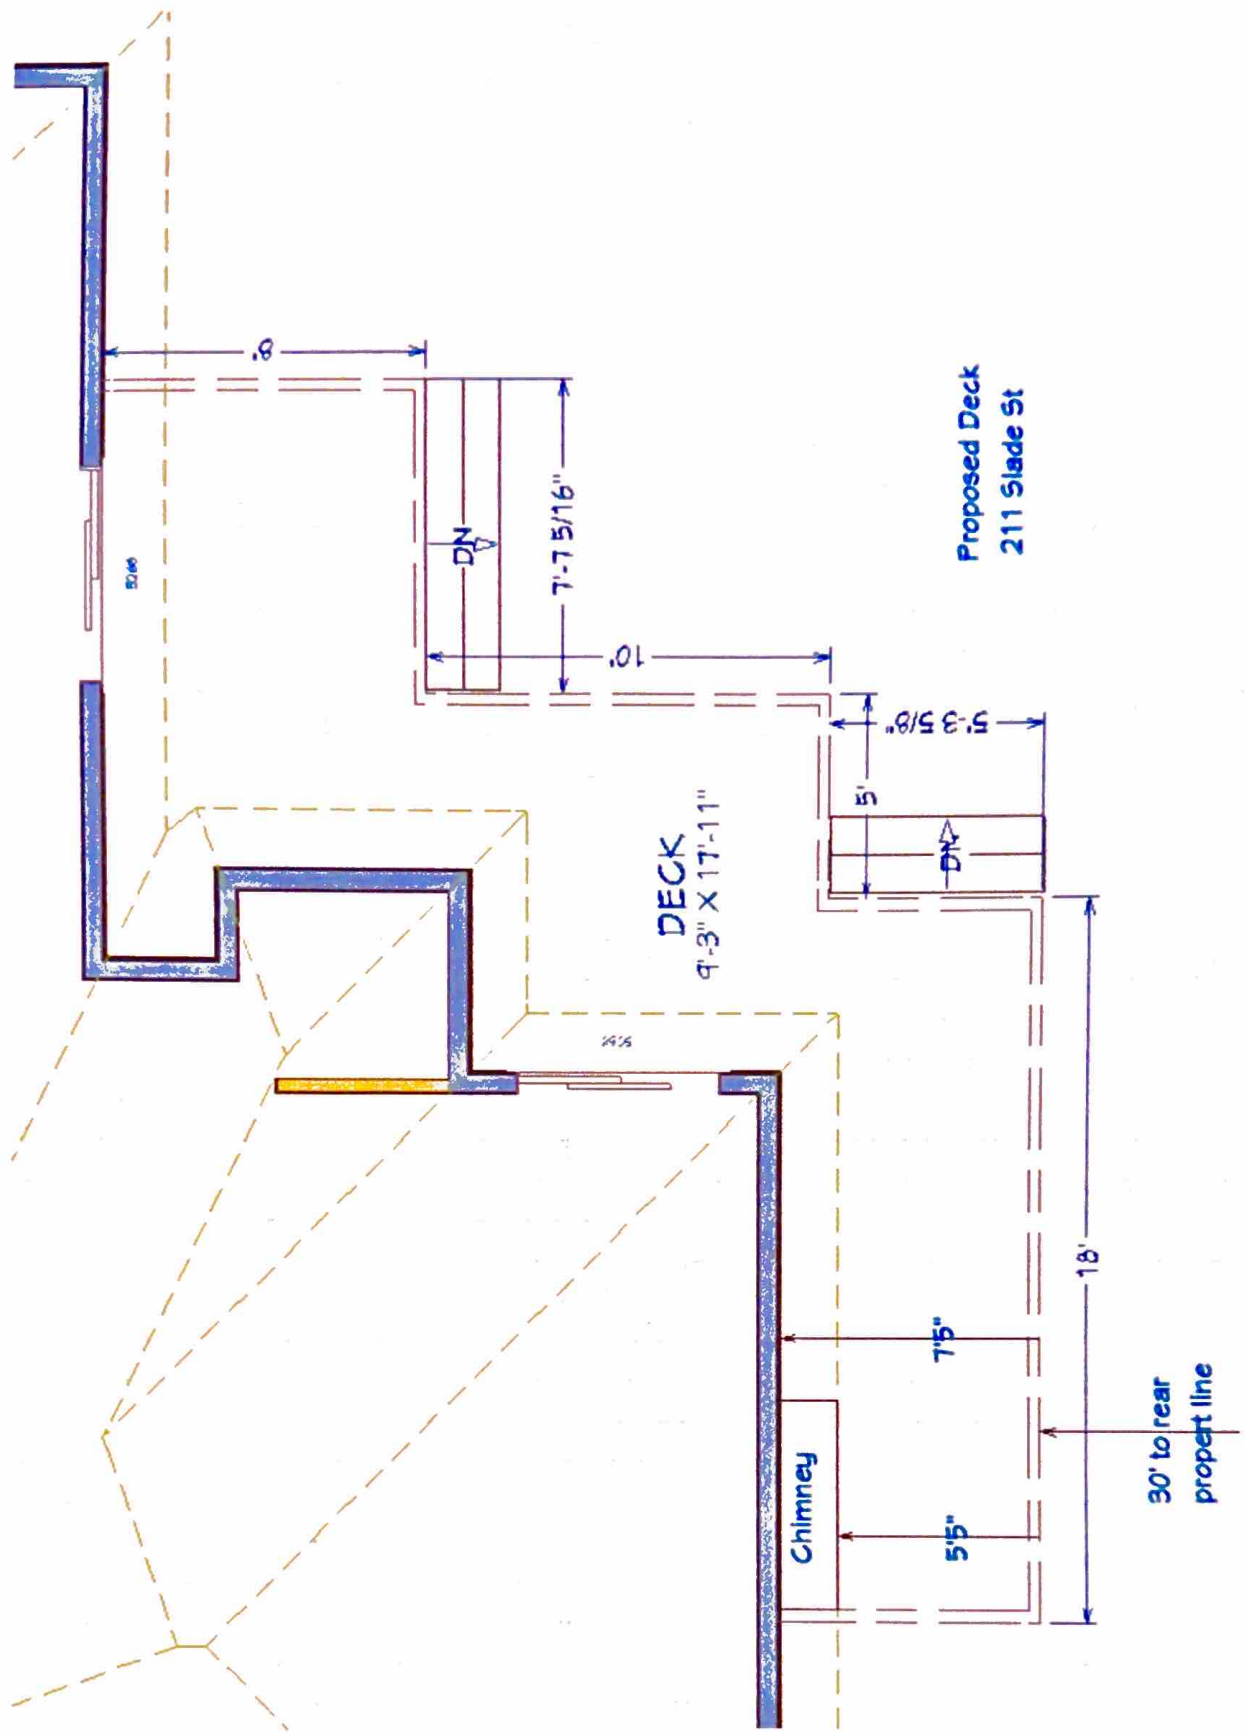 8'
DN
7'-7 5/16"
10'
5'-3 5/8"
5'
DN
DECK
9'-3" X 17'-11"
Proposed Deck
211 Slade St
18'
7'5"
5'5"
Chimney
30' to rear
propert line